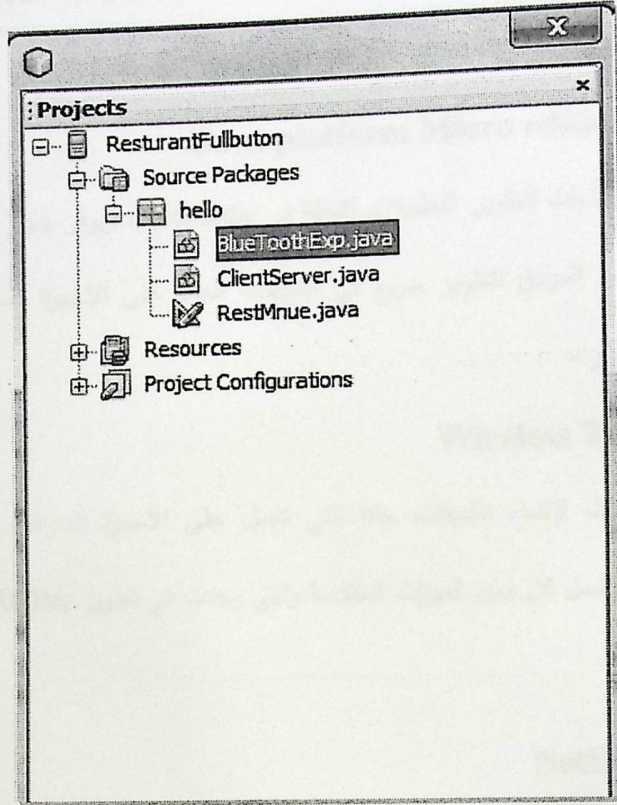 Projects
ResturantFullbuton
Source Packages
hello
BlueToothExp.java
ClientServer.java
RestMnue.java
Resources
Project Configurations